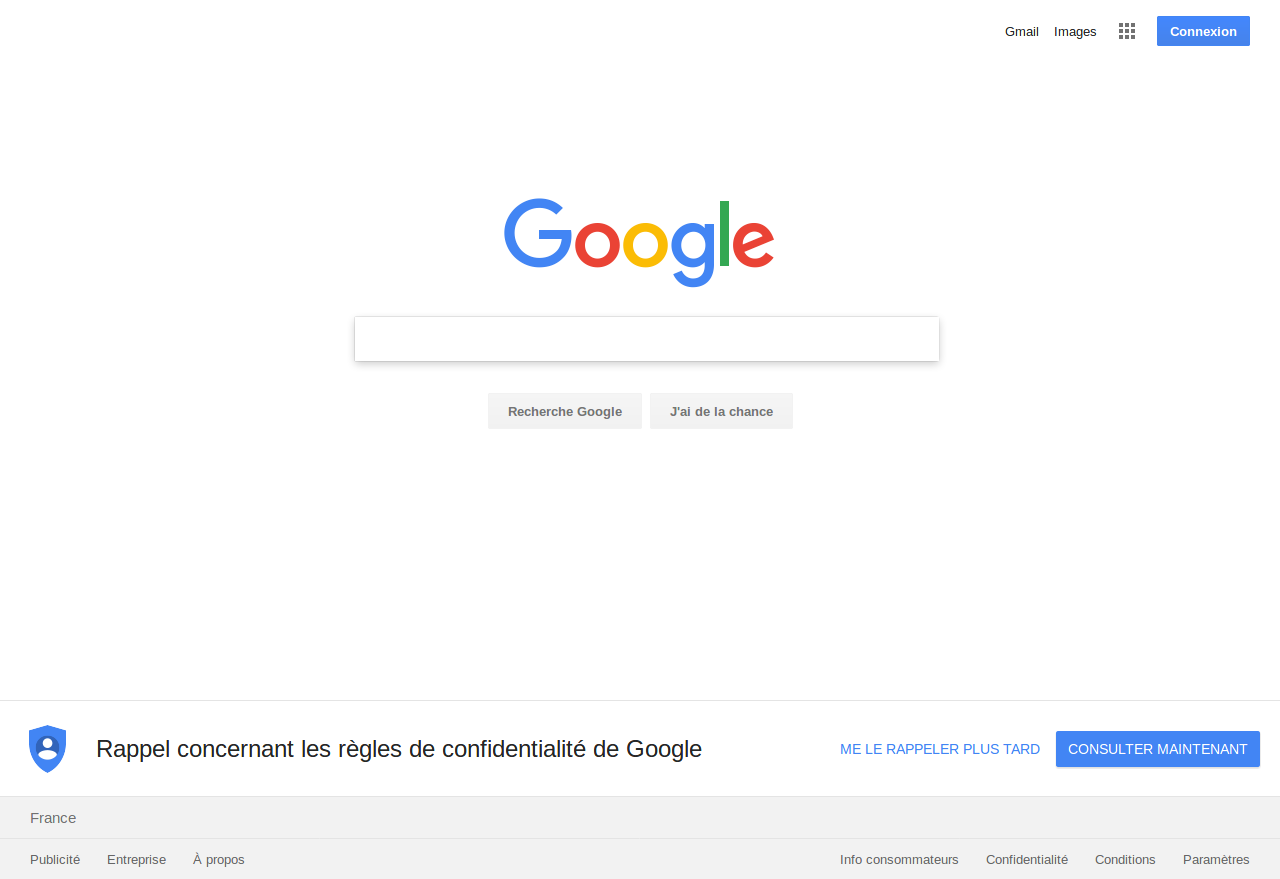 Gmail Images Connexion
Google
Recherche Google J'ai de la chance
Rappel concernant les règles de confidentialité de Google ME LE RAPPELER PLUS TARD CONSULTER MAINTENANT
France
Publicité Entreprise À propos Info consommateurs Confidentialité Conditions Paramètres